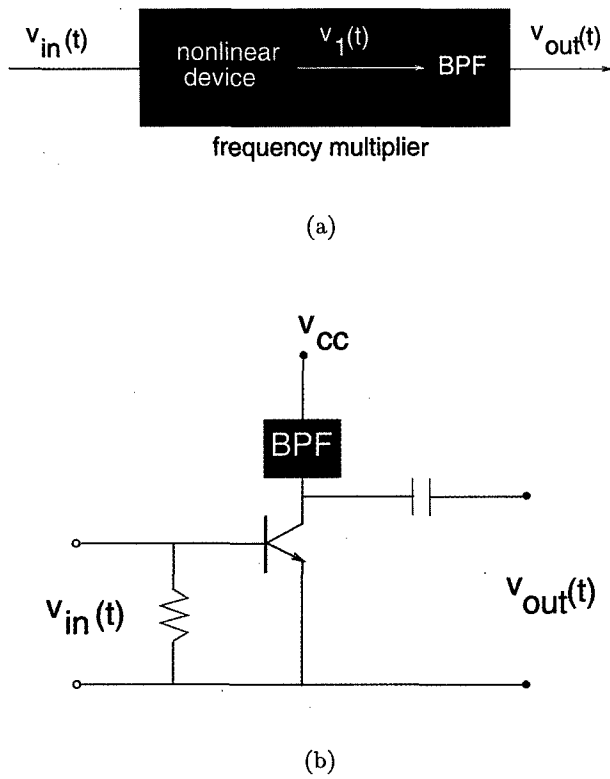 v_in(t)
nonlinear device
v_1(t)
BPF
v_out(t)
frequency multiplier
(a)
v_cc
BPF
v_in(t)
v_out(t)
(b)